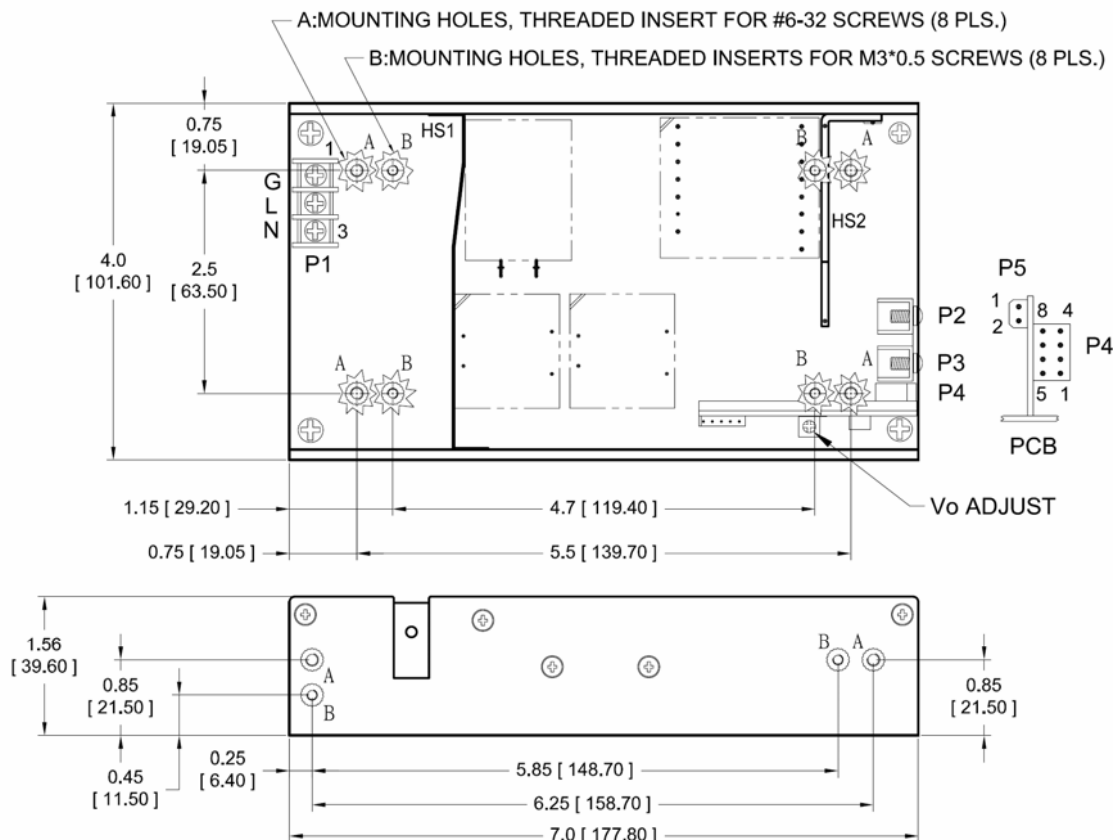 A:MOUNTING HOLES, THREADED INSERT FOR #6-32 SCREWS (8 PLS.)
B:MOUNTING HOLES, THREADED INSERTS FOR M3*0.5 SCREWS (8 PLS.)
0.75
[ 19.05 ]
2.5
[ 63.50 ]
4.0
[ 101.60 ]
A
B
HS1
1
G
L
N
3
P1
B
A
HS2
P5
1
2
8 4
P4
5 1
PCB
P2
P3
P4
A
B
B
A
Vo ADJUST
1.15 [ 29.20 ]
4.7 [ 119.40 ]
0.75 [ 19.05 ]
5.5 [ 139.70 ]
1.56
[ 39.60 ]
0.85
[ 21.50 ]
A
B
B
A
0.85
[ 21.50 ]
0.45
[ 11.50 ]
0.25
[ 6.40 ]
5.85 [ 148.70 ]
6.25 [ 158.70 ]
7.0 [ 177.80 ]